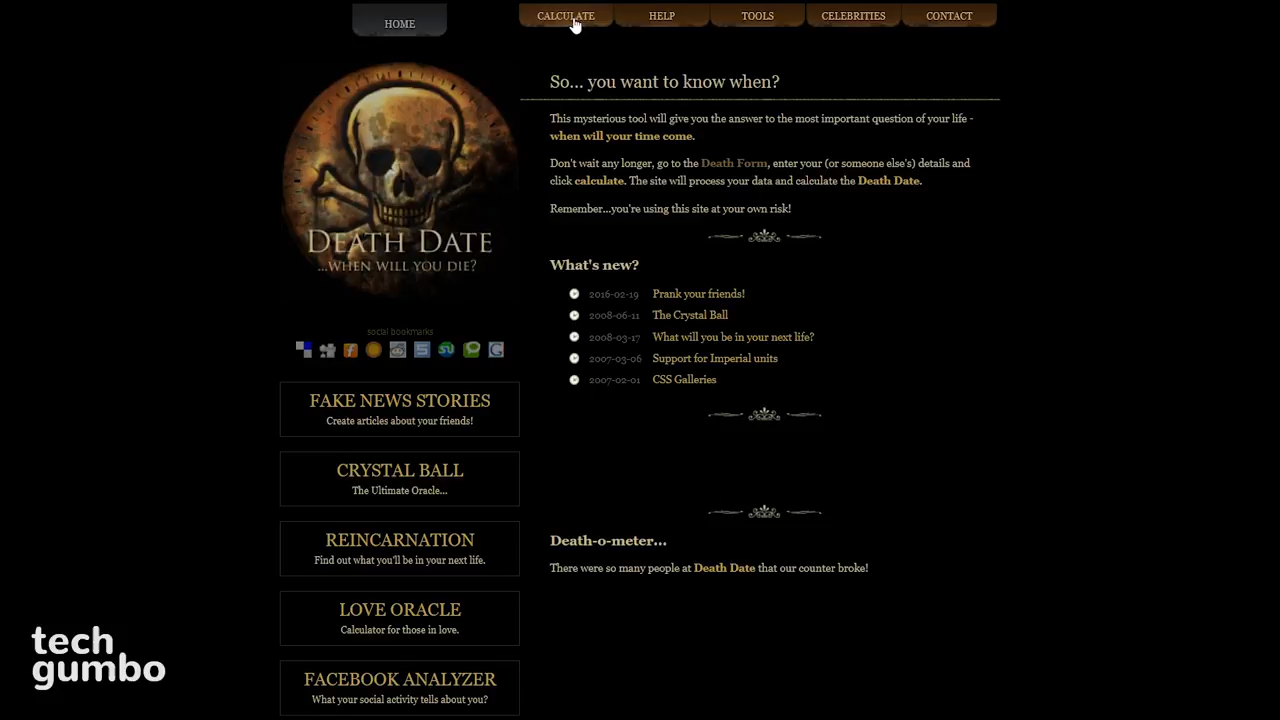 HOME
CALCULATE
HELP
TOOLS
CELEBRITIES
CONTACT
DEATH DATE
...WHEN WILL YOU DIE?
social bookmarks
FAKE NEWS STORIES
Create articles about your friends!
CRYSTAL BALL
The Ultimate Oracle...
REINCARNATION
Find out what you'll be in your next life.
LOVE ORACLE
Calculator for those in love.
FACEBOOK ANALYZER
What your social activity tells about you?
So... you want to know when?
This mysterious tool will give you the answer to the most important question of your life -
when will your time come.
Don't wait any longer, go to the Death Form, enter your (or someone else's) details and
click calculate. The site will process your data and calculate the Death Date.
Remember...you're using this site at your own risk!
What's new?
2016-02-19 Prank your friends!
2008-06-11 The Crystal Ball
2008-03-17 What will you be in your next life?
2007-03-06 Support for Imperial units
2007-02-01 CSS Galleries
Death-o-meter...
There were so many people at Death Date that our counter broke!
tech
gumbo